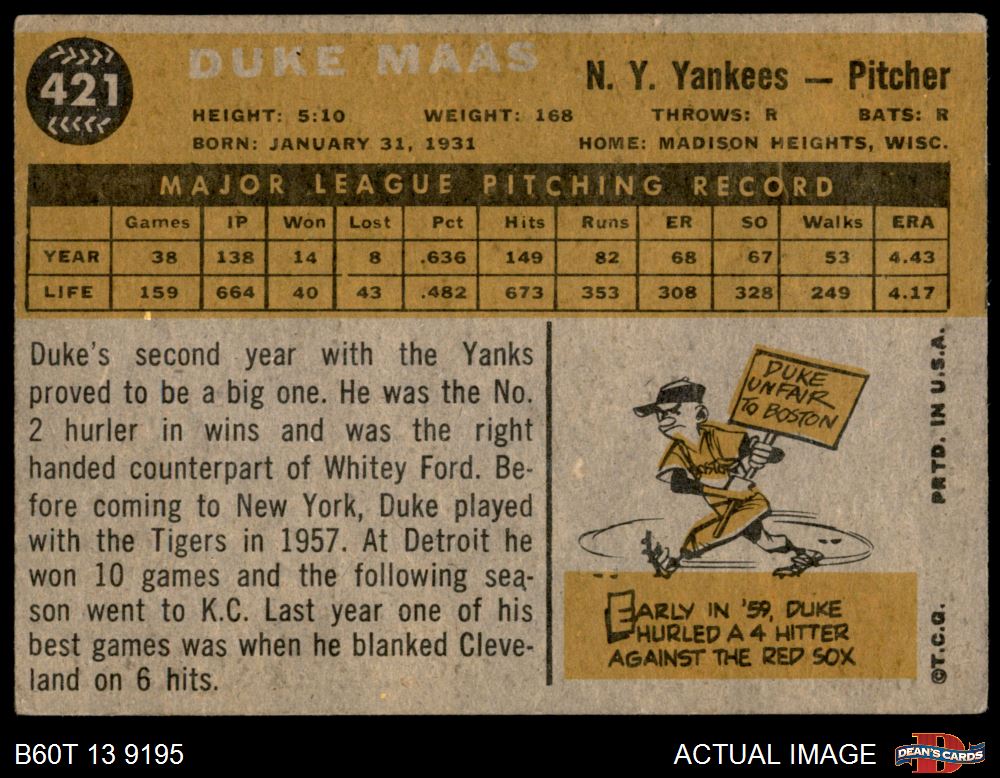 421
DUKE MAAS
N. Y. Yankees — Pitcher
HEIGHT: 5:10 WEIGHT: 168 THROWS: R BATS: R
BORN: JANUARY 31, 1931 HOME: MADISON HEIGHTS, WISC.
MAJOR LEAGUE PITCHING RECORD
Games IP Won Lost Pct Hits Runs ER SO Walks ERA
YEAR 38 138 14 8 .636 149 82 68 67 53 4.43
LIFE 159 664 40 43 .482 673 353 308 328 249 4.17
Duke's second year with the Yanks
proved to be a big one. He was the No.
2 hurler in wins and was the right
handed counterpart of Whitey Ford. Be-
fore coming to New York, Duke played
with the Tigers in 1957. At Detroit he
won 10 games and the following sea-
son went to K.C. Last year one of his
best games was when he blanked Cleve-
land on 6 hits.
DUKE
UNFAIR
TO BOSTON
BOSTON
EARLY IN '59, DUKE
HURLED A 4 HITTER
AGAINST THE RED SOX
©T.C.G. PRTD. IN U.S.A.
B60T 13 9195
ACTUAL IMAGE
DEAN'S CARDS